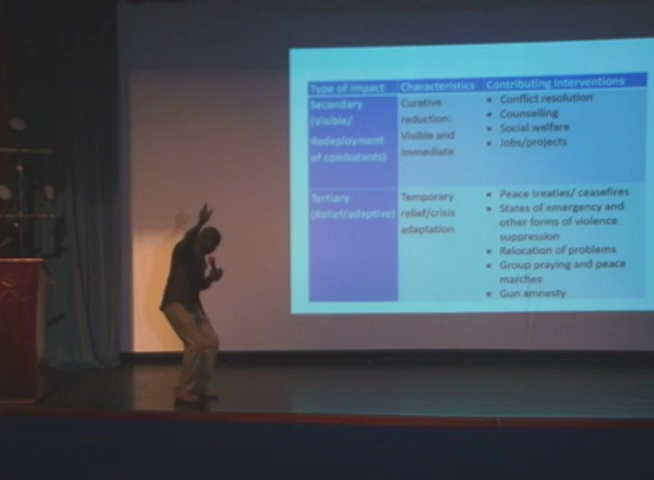 Type of Impact Characteristics Contributing Interventions
Secondary
(Visible/
Redeployment
of combatants)
Curative
reduction:
Visible and
immediate
• Conflict resolution
• Counselling
• Social welfare
• Jobs/projects
Tertiary
(Relief/adaptive)
Temporary
relief/crisis
adaptation
• Peace treaties/ ceasefires
• States of emergency and
other forms of violence
suppression
• Relocation of problems
• Group praying and peace
marches
• Gun amnesty